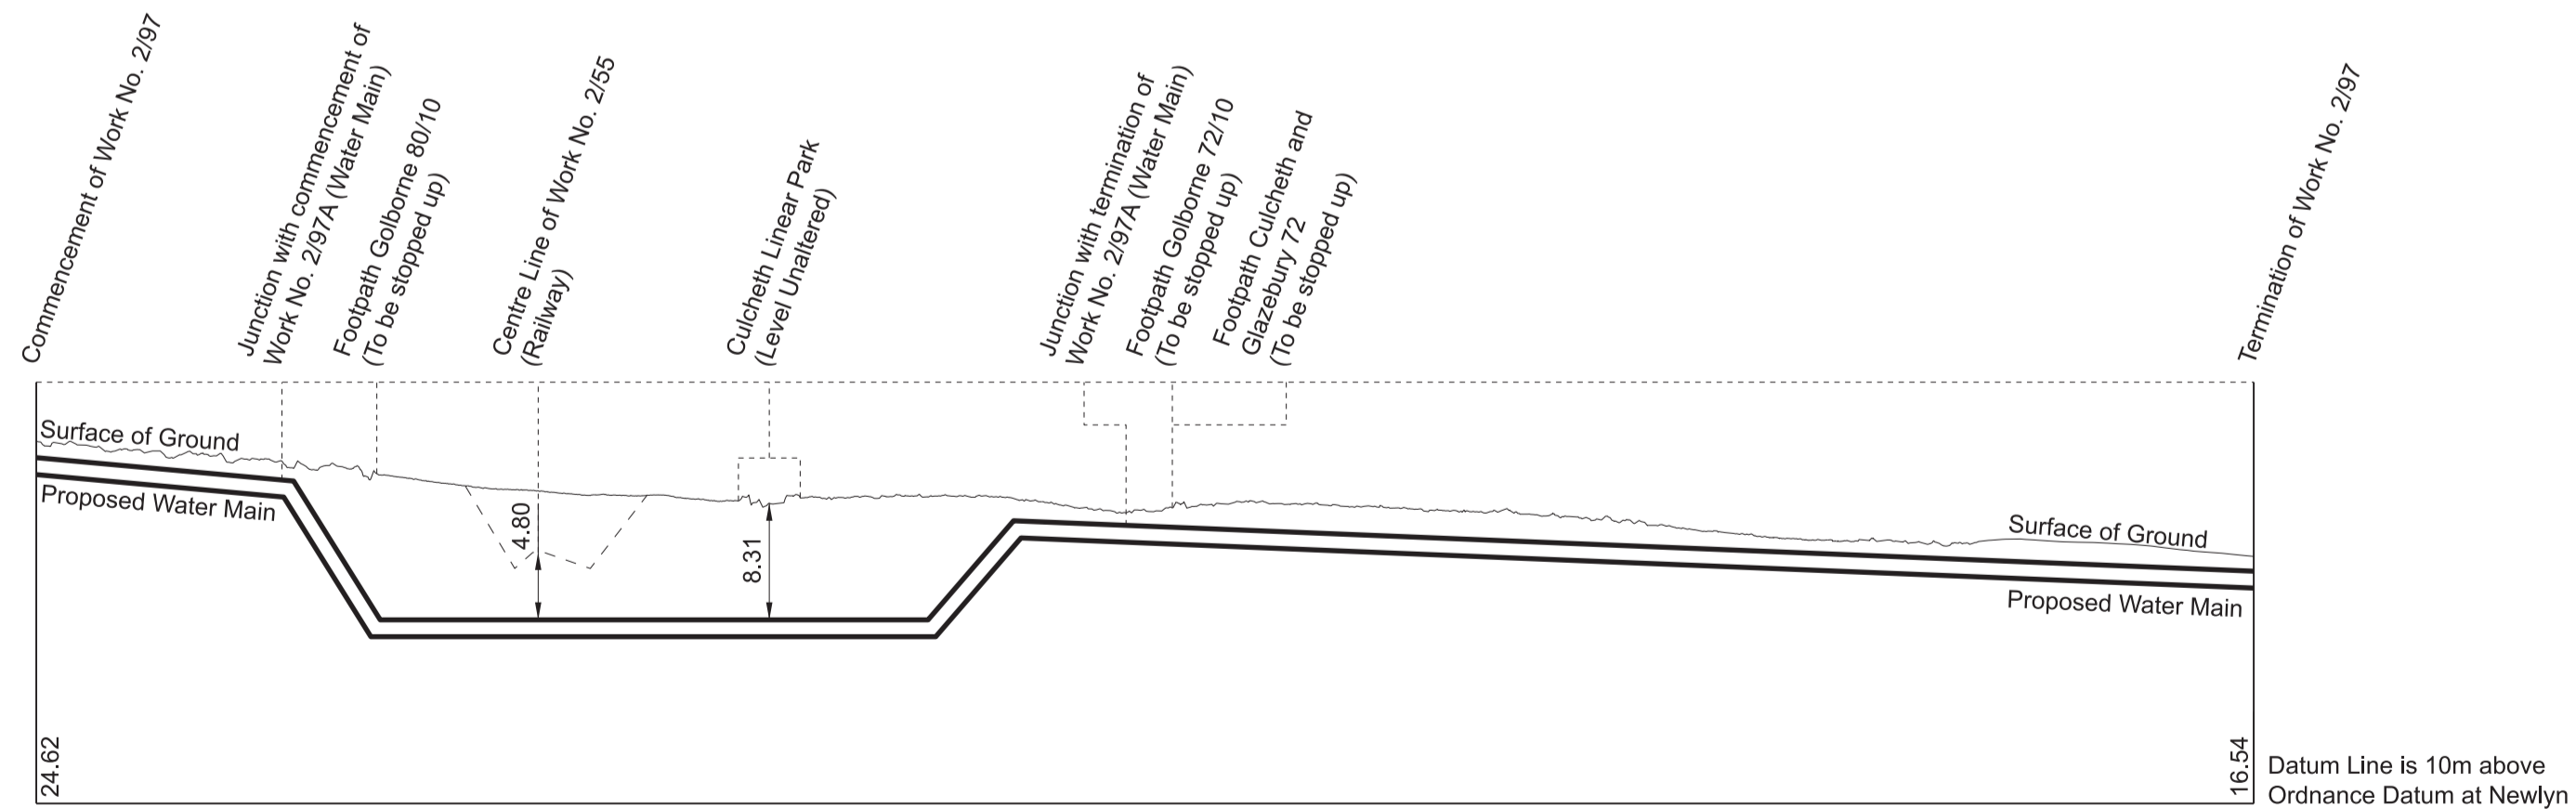 Commencement of Work No. 2/97
Junction with commencement of
Work No. 2/97A (Water Main)
Footpath Golborne 80/10
(To be stopped up)
Centre Line of Work No. 2/55
(Railway)
Culcheth Linear Park
(Level Unaltered)
Junction with termination of
Work No. 2/97A (Water Main)
Footpath Golborne 72/10
(To be stopped up)
Footpath Culcheth and
Glazebury 72
(To be stopped up)
Termination of Work No. 2/97
Surface of Ground
Proposed Water Main
4.80
8.31
Surface of Ground
Proposed Water Main
24.62
16.54
Datum Line is 10m above
Ordnance Datum at Newlyn